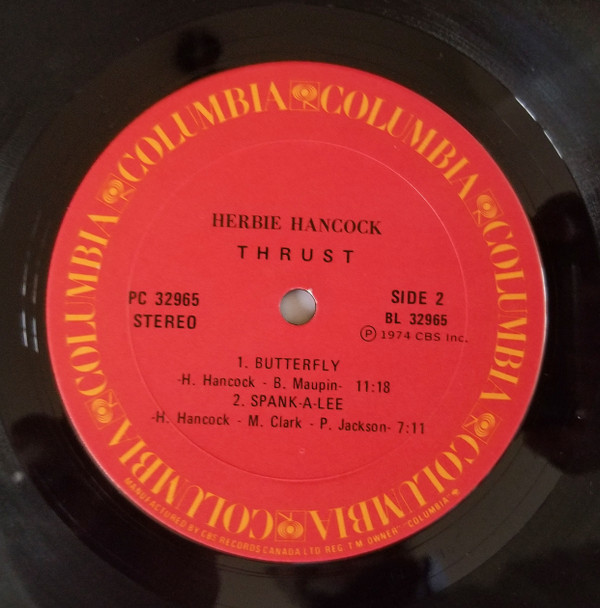 COLUMBIA COLUMBIA COLUMBIA COLUMBIA COLUMBIA COLUMBIA
HERBIE HANCOCK
THRUST
PC 32965
STEREO
SIDE 2
BL 32965
Ⓟ 1974 CBS Inc.
1. BUTTERFLY
-H. Hancock - B. Maupin- 11:18
2. SPANK-A-LEE
-H. Hancock - M. Clark - P. Jackson- 7:11
MANUFACTURED BY CBT RECORDS CANADA LTD REG. T M OWNER "COLUMBIA"